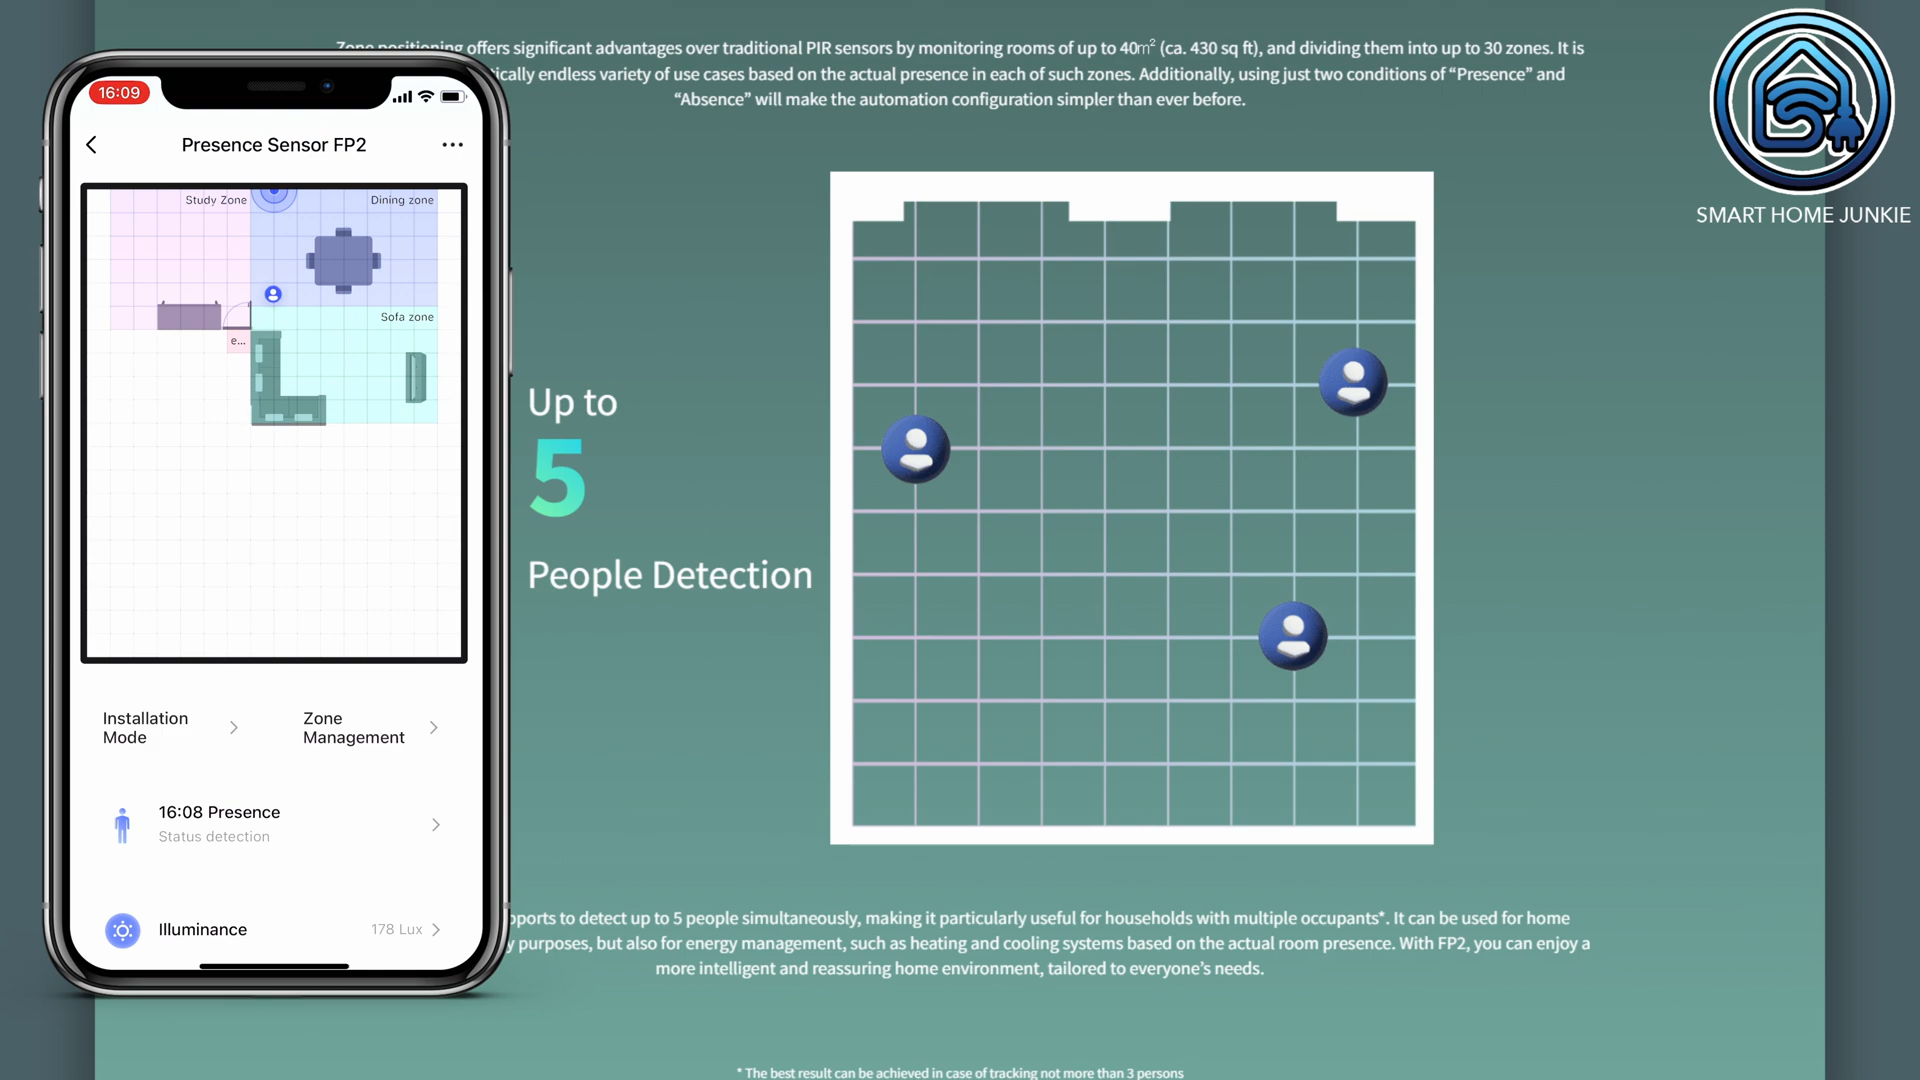 Zone positioning offers significant advantages over traditional PIR sensors by monitoring rooms of up to 40㎡ (ca. 430 sq ft), and dividing them into up to 30 zones. It is
endless variety of use cases based on the actual presence in each of such zones. Additionally, using just two conditions of “Presence” and
“Absence” will make the automation configuration simpler than ever before.
SMART HOME JUNKIE
16:09
Presence Sensor FP2
Study Zone
Dining zone
Sofa zone
e...
Installation
Mode
Zone
Management
16:08 Presence
Status detection
Illuminance
178 Lux
Up to
5
People Detection
to detect up to 5 people simultaneously, making it particularly useful for households with multiple occupants*. It can be used for home
purposes, but also for energy management, such as heating and cooling systems based on the actual room presence. With FP2, you can enjoy a
more intelligent and reassuring home environment, tailored to everyone’s needs.
* The best result can be achieved in case of tracking not more than 3 persons